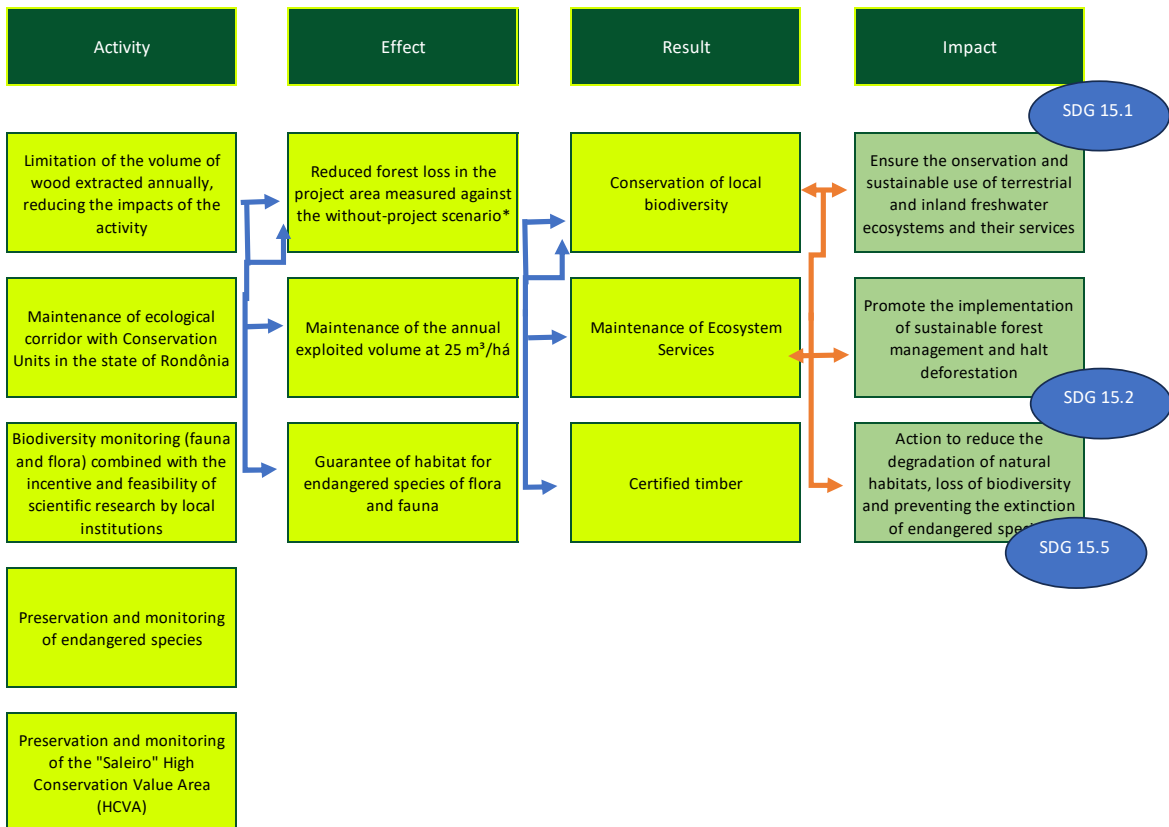 Activity
Effect
Result
Impact
SDG 15.1
Limitation of the volume of
wood extracted annually,
reducing the impacts of the
activity
Reduced forest loss in the
project area measured against
the without-project scenario*
Conservation of local
biodiversity
Ensure the onservation and
sustainable use of terrestrial
and inland freshwater
ecosystems and their services
Maintenance of ecological
corridor with Conservation
Units in the state of Rondônia
Maintenance of the annual
exploited volume at 25 m³/há
Maintenance of Ecosystem
Services
Promote the implementation
of sustainable forest
management and halt
deforestation
SDG 15.2
Biodiversity monitoring (fauna
and flora) combined with the
incentive and feasibility of
scientific research by local
institutions
Guarantee of habitat for
endangered species of flora
and fauna
Certified timber
Action to reduce the
degradation of natural
habitats, loss of biodiversity
and preventing the extinction
of endangered
SDG 15.5
Preservation and monitoring
of endangered species
Preservation and monitoring
of the "Saleiro" High
Conservation Value Area
(HCVA)